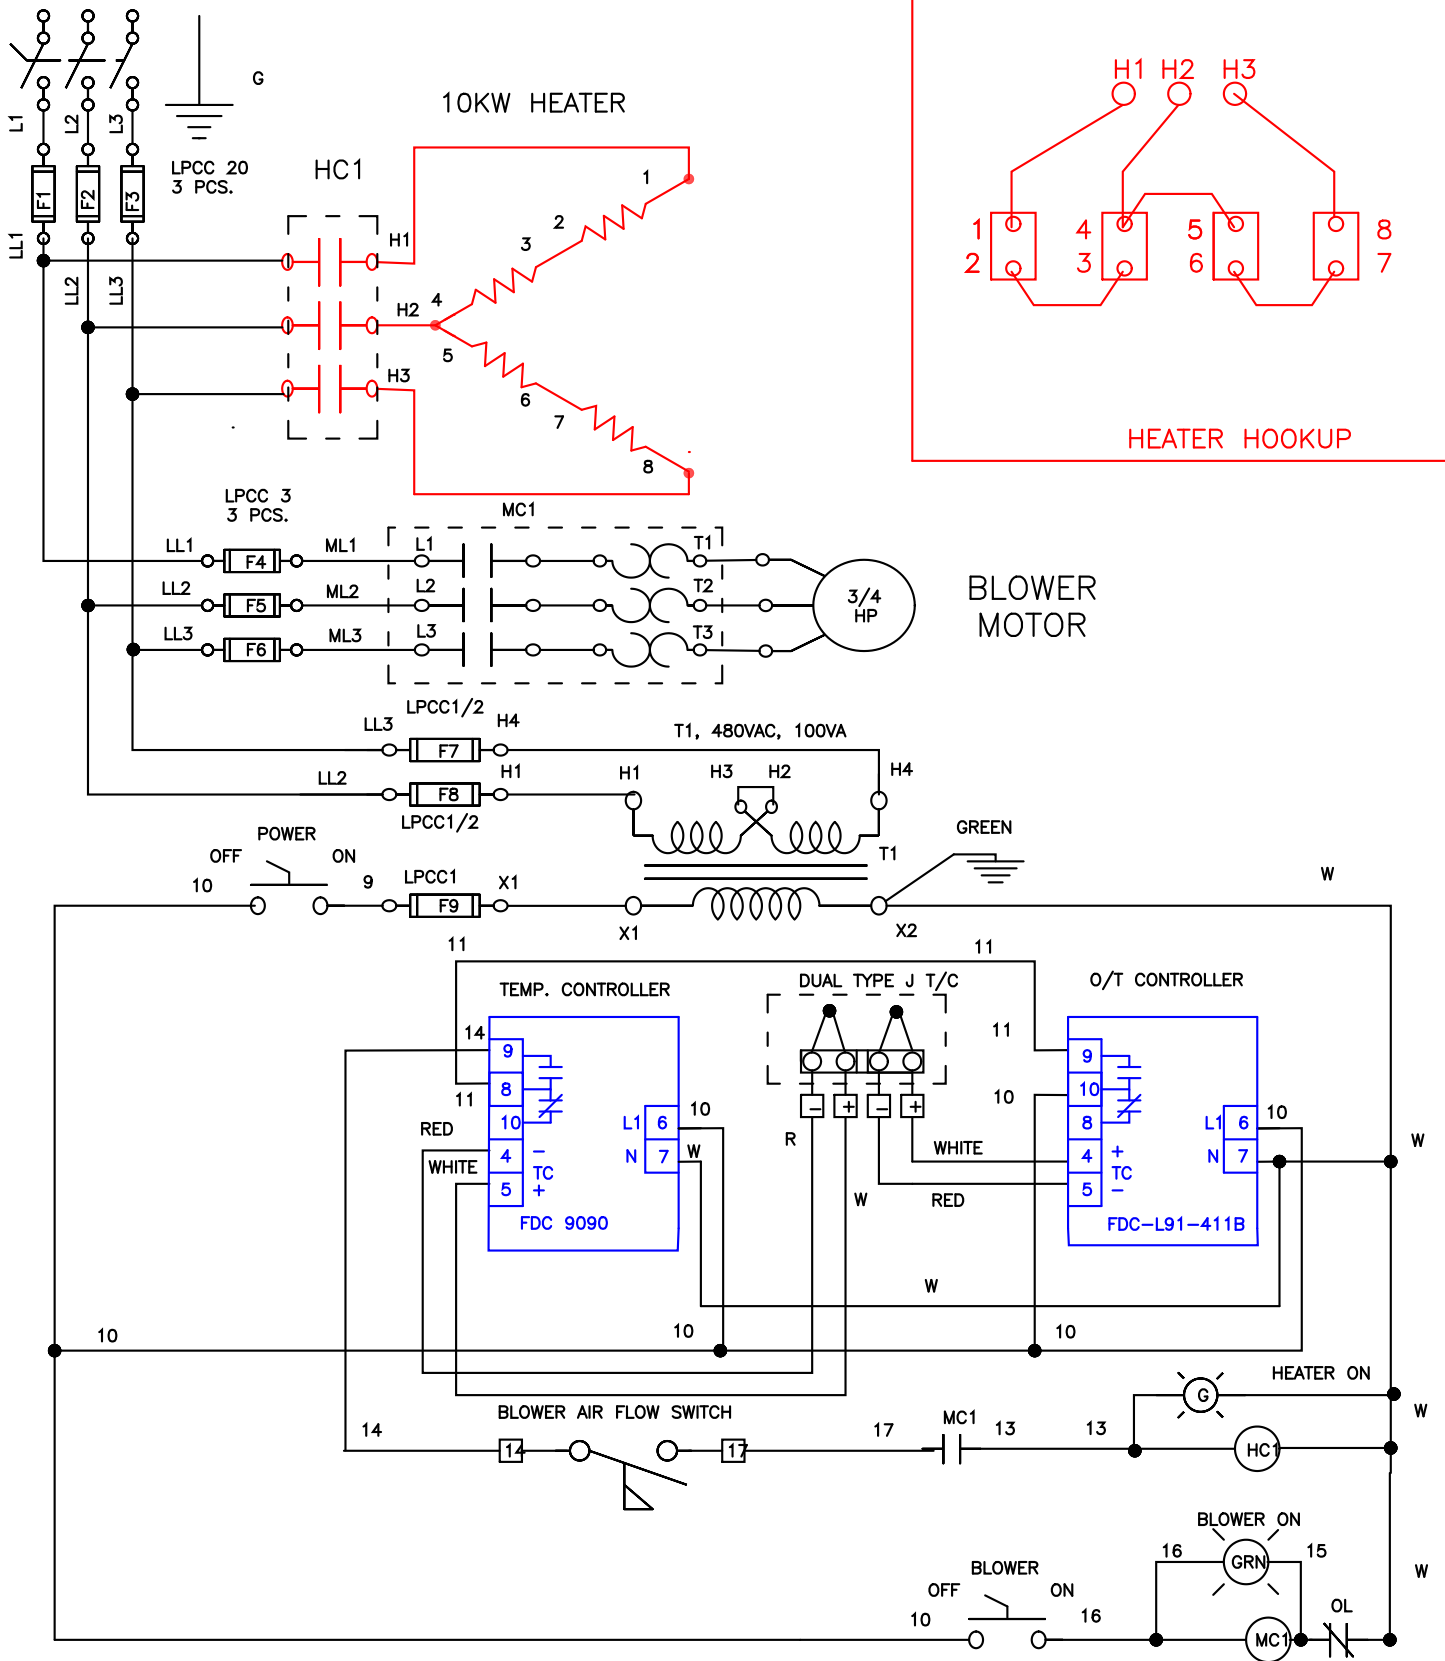 G
L1
L2
L3
LPCC 20
3 PCS.
F1
F2
F3
LL1
LL2
LL3
10KW HEATER
HC1
H1
H2
H3
1
2
3
4
5
6
7
8
H1 H2 H3
1 4 5 8
2 3 6 7
HEATER HOOKUP
LPCC 3
3 PCS.
MC1
LL1 F4 ML1 L1 T1
LL2 F5 ML2 L2 T2
LL3 F6 ML3 L3 T3
3/4
HP
BLOWER
MOTOR
LPCC1/2
LL3 F7 H4
T1, 480VAC, 100VA
LL2 F8 H1
LPCC1/2
H1 H3 H2 H4
POWER
OFF ON
10 9
LPCC1
F9
X1
T1
GREEN
W
X1 X2
11 11
TEMP. CONTROLLER
DUAL TYPE J T/C
O/T CONTROLLER
14
9
8
11
10
RED
4 -
TC
WHITE
5 +
L1 6 10
N 7 W
FDC 9090
- + - +
R
W
WHITE
RED
11
9
10
10
8
4 +
TC
5 -
L1 6 10
N 7
FDC-L91-411B
W
W
10 10 10
HEATER ON
G
W
BLOWER AIR FLOW SWITCH
14 14 17 17
MC1
13 13
HC1
BLOWER ON
16 GRN 15
W
BLOWER
OFF ON
10 16
MC1
OL